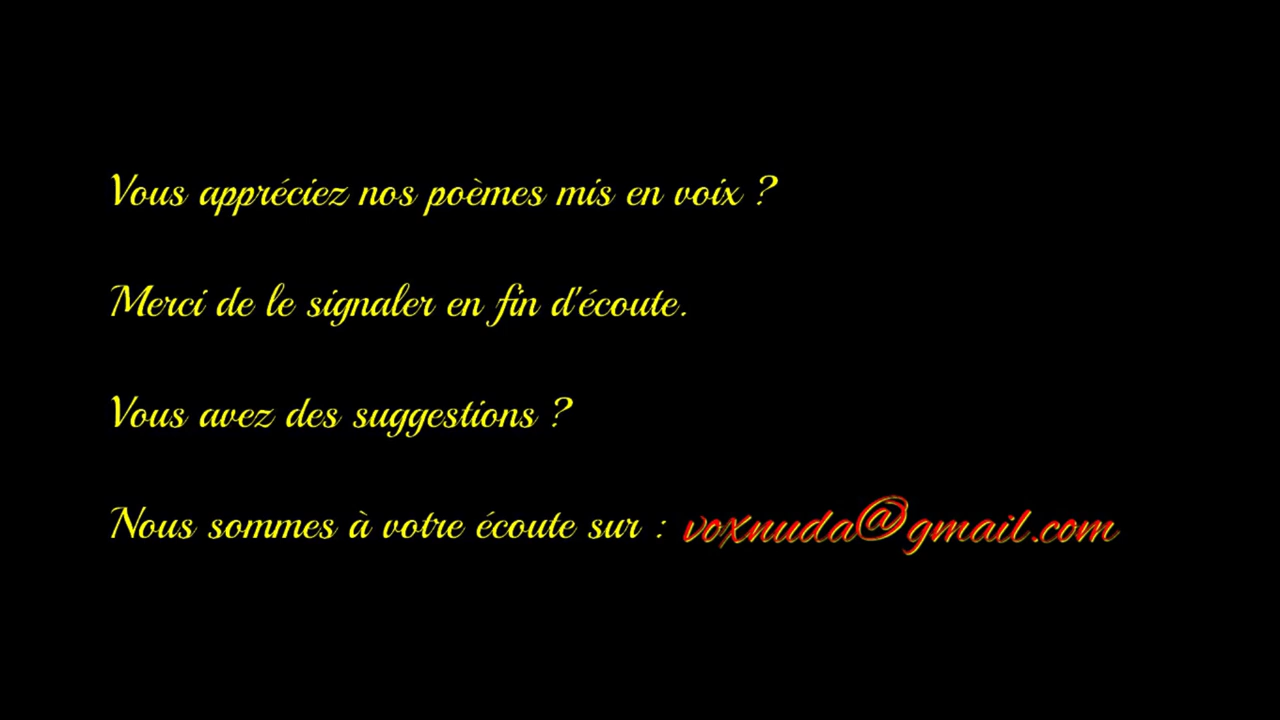 Vous appréciez nos poèmes mis en voix ?
Merci de le signaler en fin d'écoute.
Vous avez des suggestions ?
Nous sommes à votre écoute sur : voxnuda@gmail.com